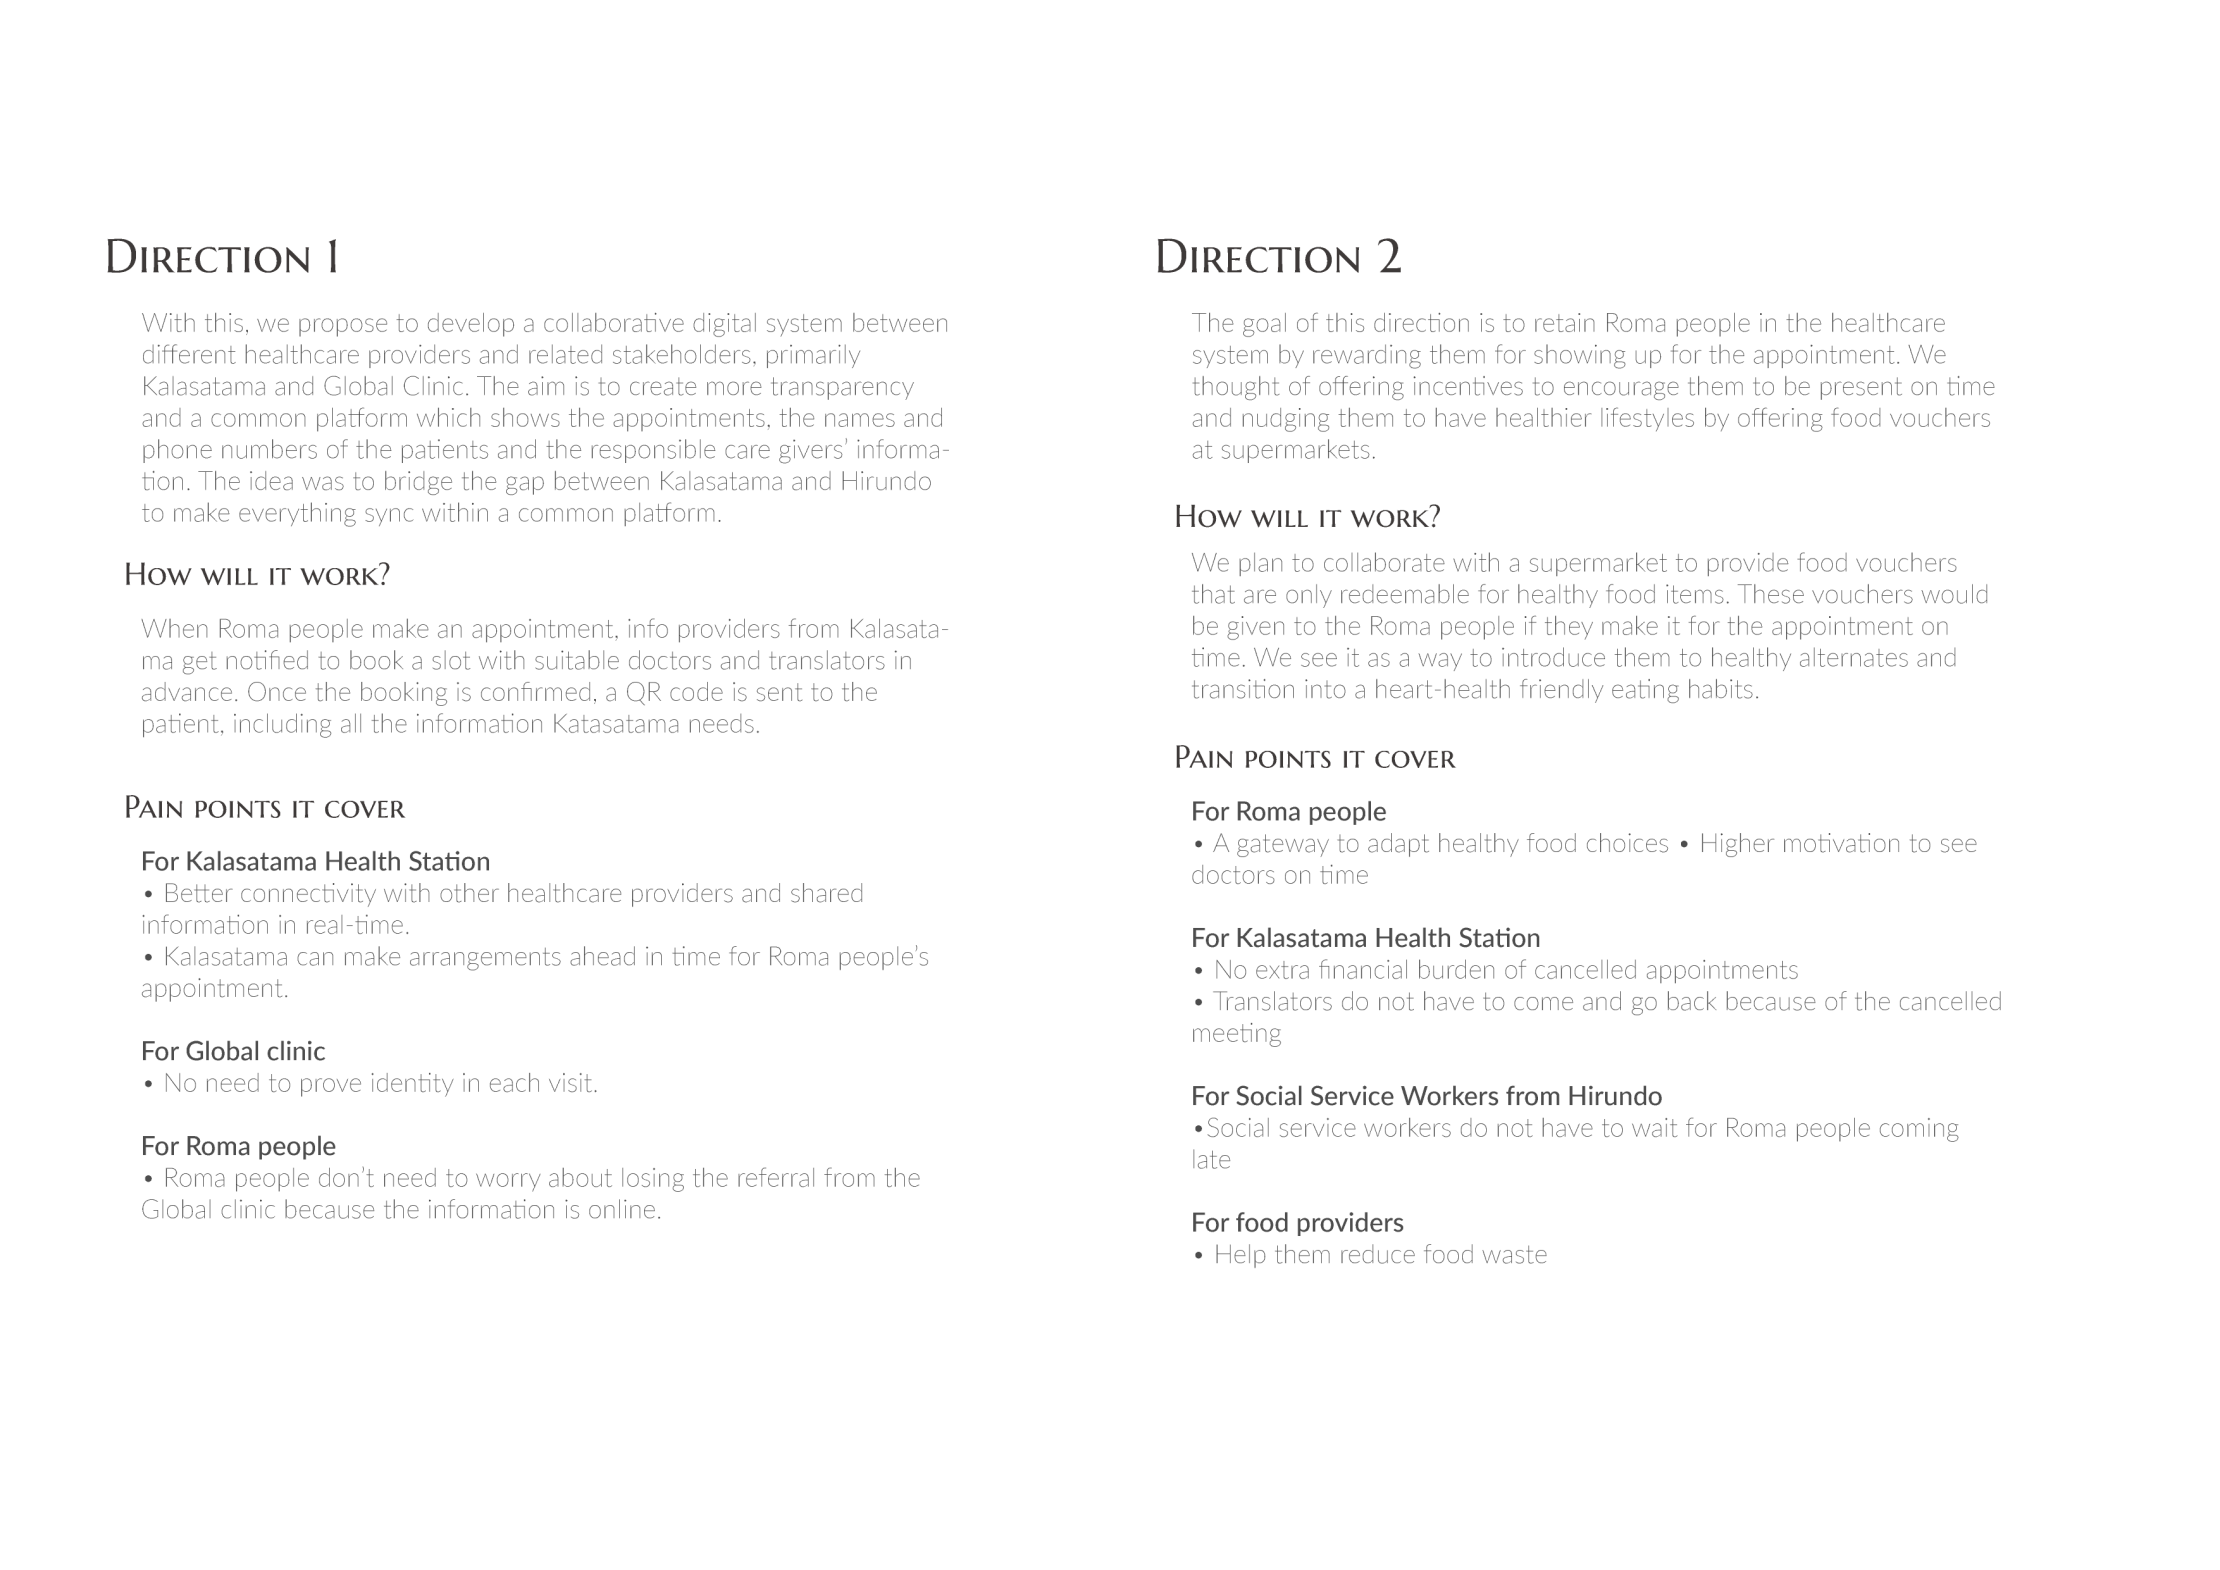 Direction 1
With this, we propose to develop a collaborative digital system between
different healthcare providers and related stakeholders, primarily
Kalasatama and Global Clinic. The aim is to create more transparency
and a common platform which shows the appointments, the names and
phone numbers of the patients and the responsible care givers' informa-
tion. The idea was to bridge the gap between Kalasatama and Hirundo
to make everything sync within a common platform.
How will it work?
When Roma people make an appointment, info providers from Kalasata-
ma get notified to book a slot with suitable doctors and translators in
advance. Once the booking is confirmed, a QR code is sent to the
patient, including all the information Katasatama needs.
Pain points it cover
For Kalasatama Health Station
• Better connectivity with other healthcare providers and shared
information in real-time.
• Kalasatama can make arrangements ahead in time for Roma people's
appointment.
For Global clinic
• No need to prove identity in each visit.
For Roma people
• Roma people don't need to worry about losing the referral from the
Global clinic because the information is online.
Direction 2
The goal of this direction is to retain Roma people in the healthcare
system by rewarding them for showing up for the appointment. We
thought of offering incentives to encourage them to be present on time
and nudging them to have healthier lifestyles by offering food vouchers
at supermarkets.
How will it work?
We plan to collaborate with a supermarket to provide food vouchers
that are only redeemable for healthy food items. These vouchers would
be given to the Roma people if they make it for the appointment on
time. We see it as a way to introduce them to healthy alternates and
transition into a heart-health friendly eating habits.
Pain points it cover
For Roma people
• A gateway to adapt healthy food choices • Higher motivation to see
doctors on time
For Kalasatama Health Station
• No extra financial burden of cancelled appointments
• Translators do not have to come and go back because of the cancelled
meeting
For Social Service Workers from Hirundo
•Social service workers do not have to wait for Roma people coming
late
For food providers
• Help them reduce food waste